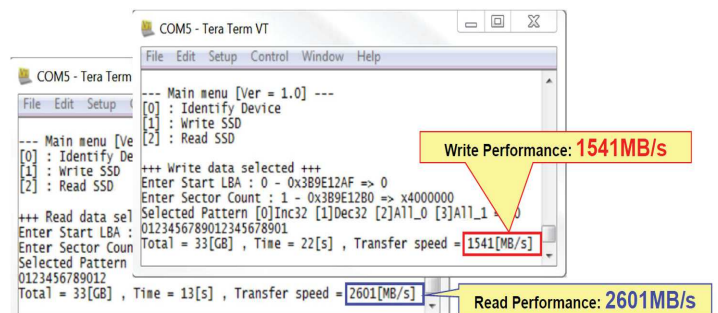 COM5 - Tera Term VT
File Edit Setup Control Window Help
--- Main menu [Ver = 1.0] ---
[0] : Identify Device
[1] : Write SSD
[2] : Read SSD
+++ Write data selected +++
Enter Start LBA : 0 - 0x3B9E12AF => 0
Enter Sector Count : 1 - 0x3B9E12B0 => x4000000
Selected Pattern [0]Inc32 [1]Dec32 [2]All_0 [3]All_1 = 0
0123456789012345678901
Total = 33[GB] , Time = 22[s] , Transfer speed = 1541[MB/s]
Write Performance: 1541MB/s
COM5 - Tera Term
File Edit Setup
--- Main menu [Ve
[0] : Identify De
[1] : Write SSD
[2] : Read SSD
+++ Read data sel
Enter Start LBA :
Enter Sector Coun
Selected Pattern
0123456789012
Total = 33[GB] , Time = 13[s] , Transfer speed = 2601[MB/s]
Read Performance: 2601MB/s